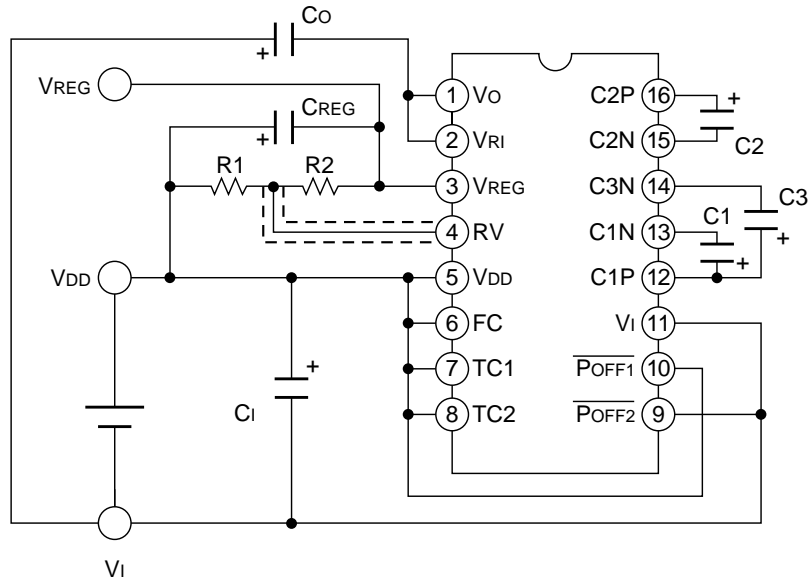 CO
+
VREG
CREG
+
R1
R2
VDD
+
CI
VI
1 VO
2 VRI
3 VREG
4 RV
5 VDD
6 FC
7 TC1
8 TC2
C2P 16
C2N 15
C3N 14
C1N 13
C1P 12
VI 11
POFF1 10
POFF2 9
+
C2
C3
+
C1
+